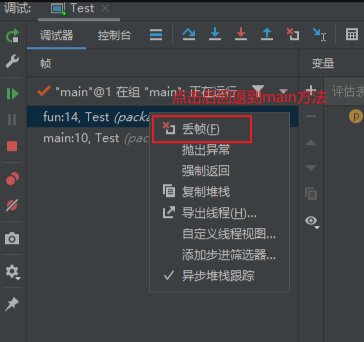 调试:
Test
调试器
控制台
帧
变量
"main"@1 在组 "main": 正在运行
点击后回退到main方法
评估表
fun:14, Test (packa
main:10, Test (pack
丢帧(F)
抛出异常
强制返回
复制堆栈
导出线程(H)...
自定义线程视图...
添加步进筛选器...
异步堆栈跟踪
p